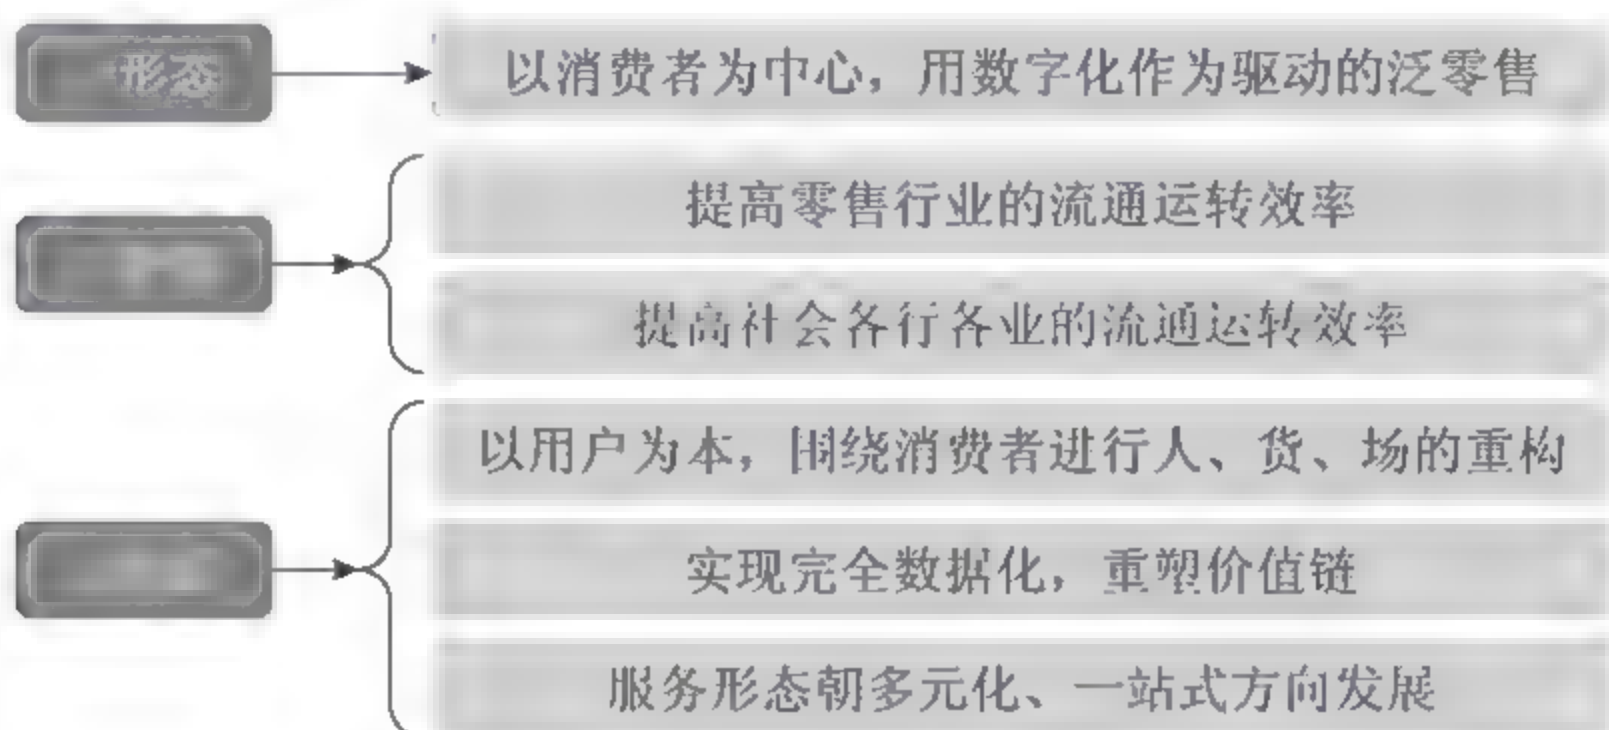 形态
以消费者为中心，用数字化作为驱动的泛零售
提高零售行业的流通运转效率
提高社会各行各业的流通运转效率
以用户为本，围绕消费者进行人、货、场的重构
实现完全数据化，重塑价值链
服务形态朝多元化、一站式方向发展